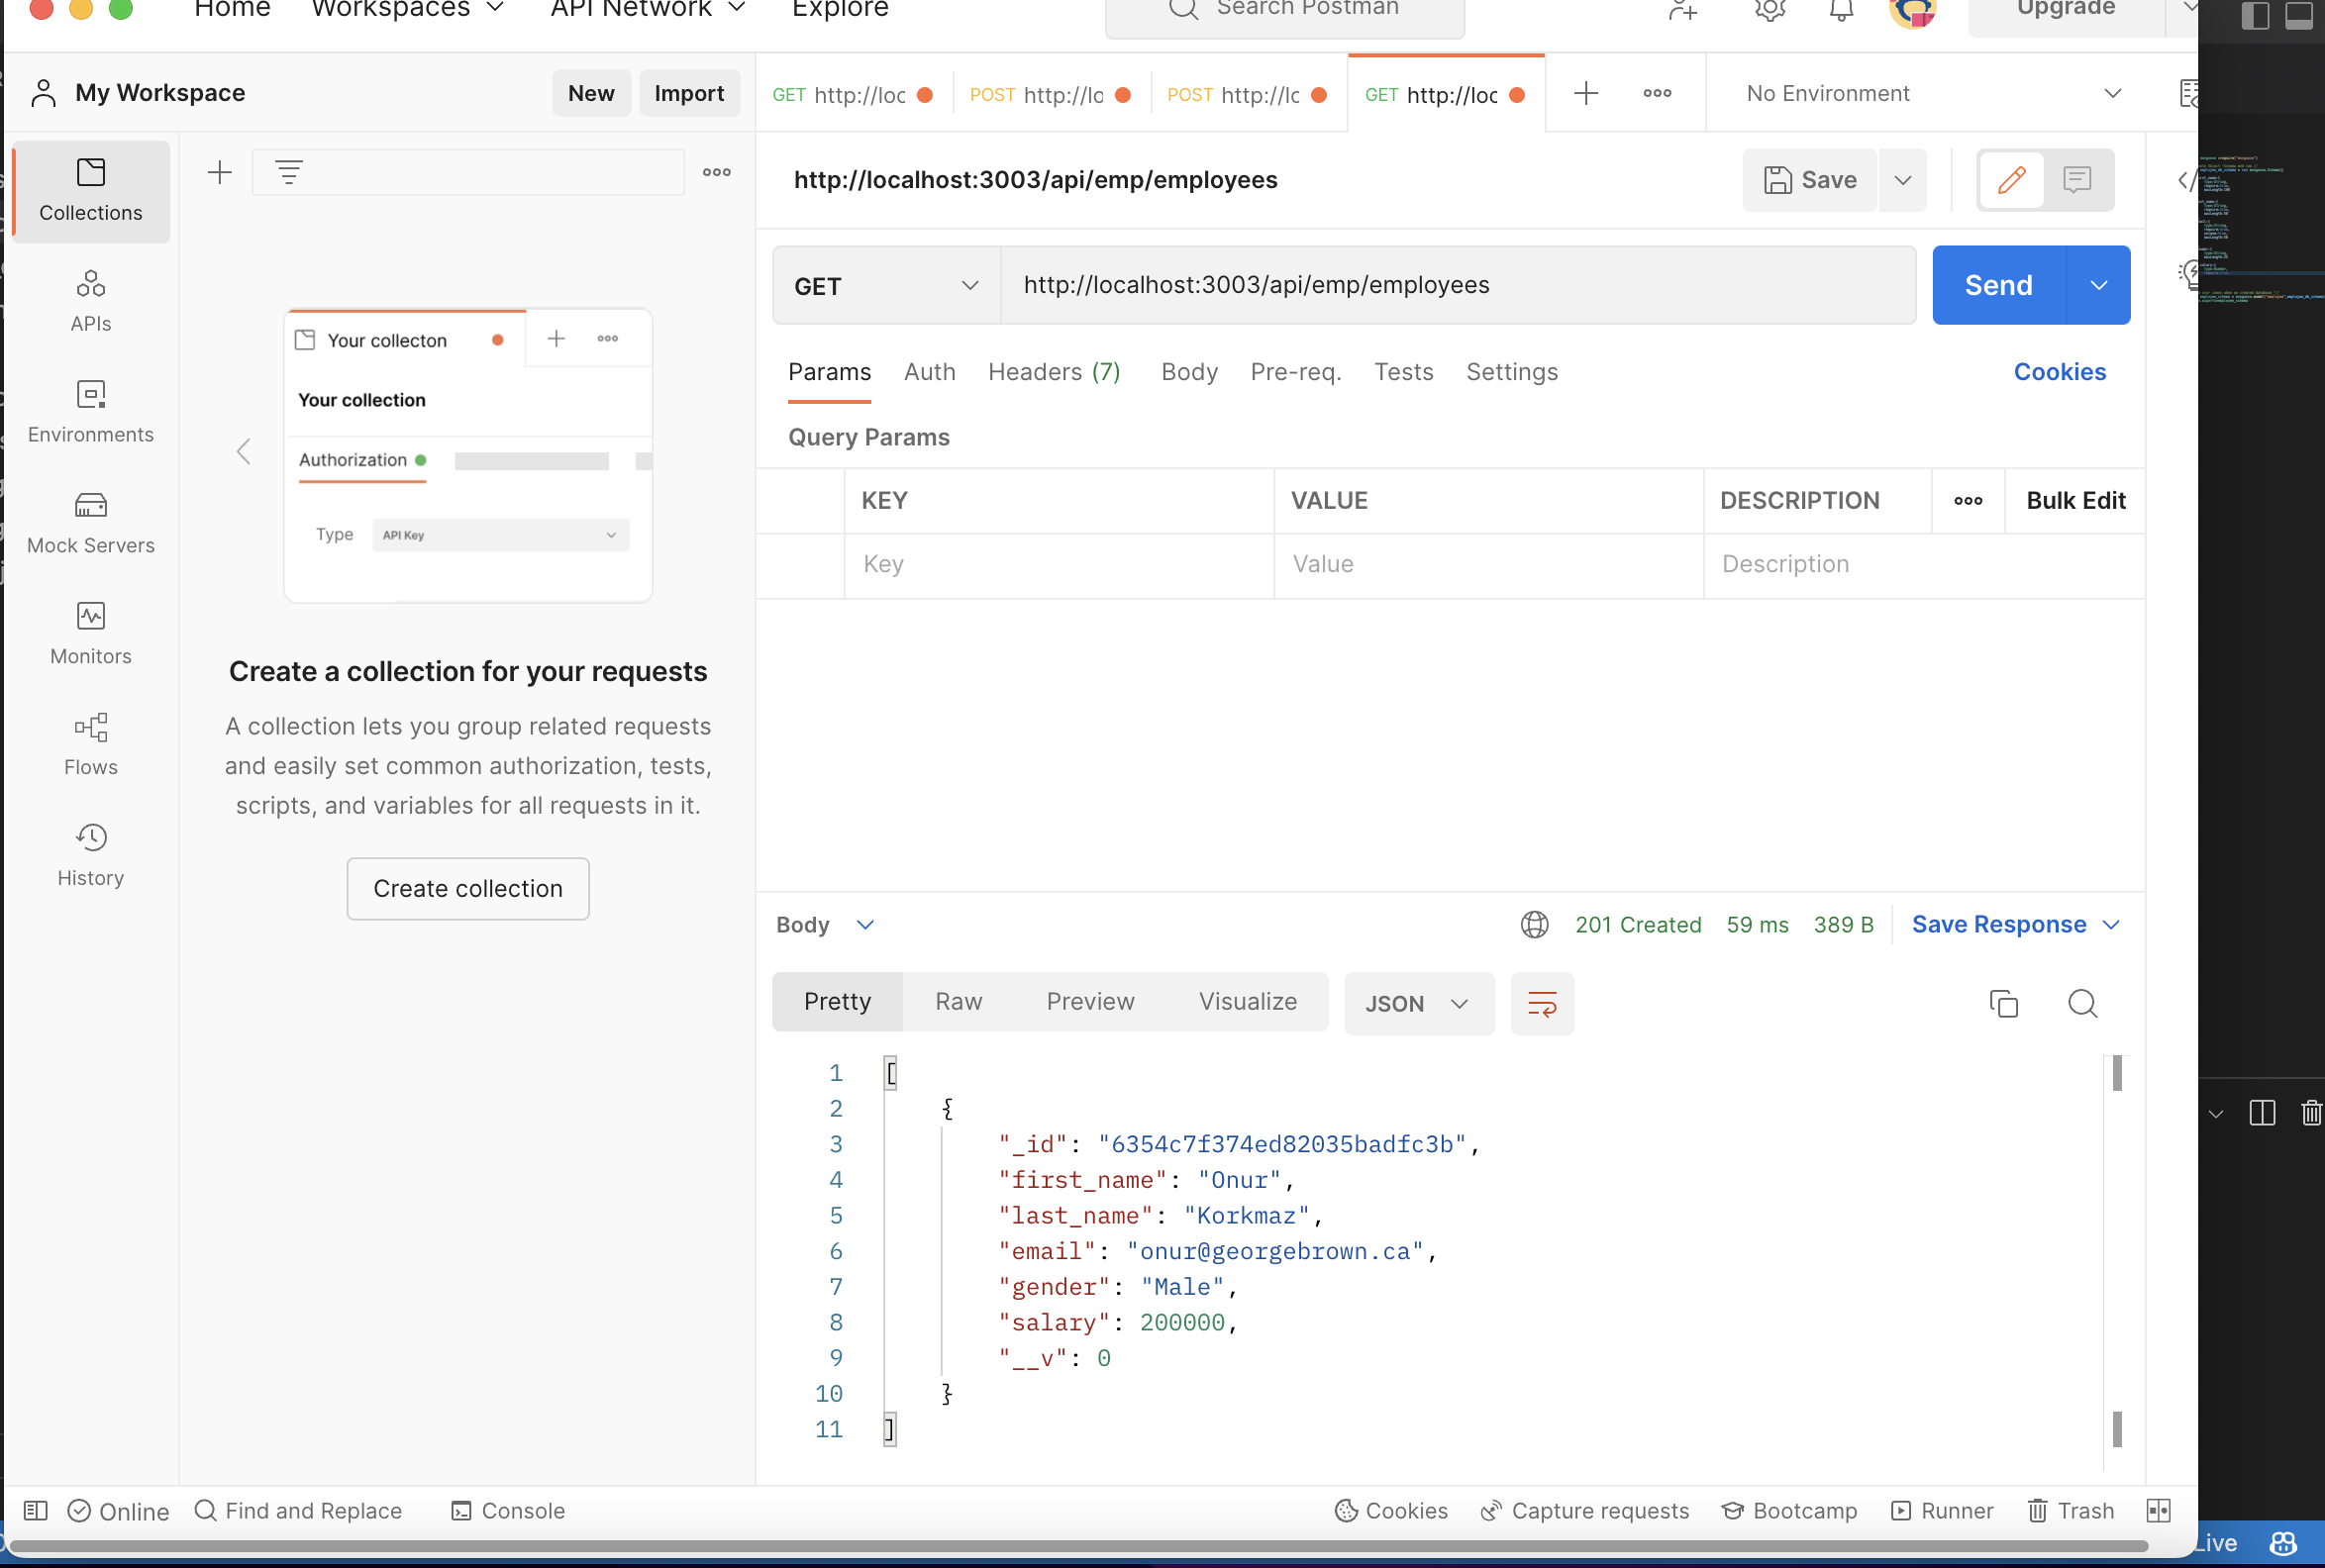 Home Workspaces API Network Explore Search Postman Upgrade
My Workspace New Import GET http://loc POST http://lo POST http://lc GET http://loc No Environment
Collections
APIs
Environments
Mock Servers
Monitors
Flows
History
Your collecton
Your collection
Authorization
Type API Key
Create a collection for your requests
A collection lets you group related requests
and easily set common authorization, tests,
scripts, and variables for all requests in it.
Create collection
http://localhost:3003/api/emp/employees Save
GET http://localhost:3003/api/emp/employees Send
Params Auth Headers (7) Body Pre-req. Tests Settings Cookies
Query Params
KEY VALUE DESCRIPTION Bulk Edit
Key Value Description
Body 201 Created 59 ms 389 B Save Response
Pretty Raw Preview Visualize JSON
1 [
2 {
3 "_id": "6354c7f374ed82035badfc3b",
4 "first_name": "Onur",
5 "last_name": "Korkmaz",
6 "email": "onur@georgebrown.ca",
7 "gender": "Male",
8 "salary": 200000,
9 "__v": 0
10 }
11 ]
Online Find and Replace Console Cookies Capture requests Bootcamp Runner Trash
Live